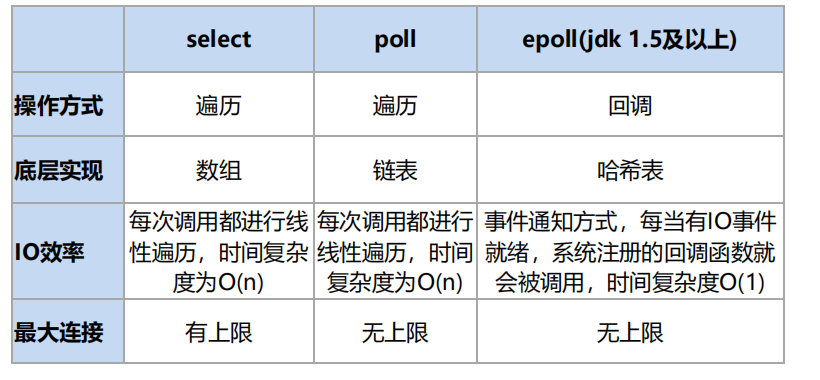 select poll epoll(jdk 1.5及以上)
操作方式 遍历 遍历 回调
底层实现 数组 链表 哈希表
IO效率
每次调用都进行线
性遍历，时间复杂
度为O(n)
每次调用都进行
线性遍历，时间
复杂度为O(n)
事件通知方式，每当有IO事件
就绪，系统注册的回调函数就
会被调用，时间复杂度O(1)
最大连接 有上限 无上限 无上限